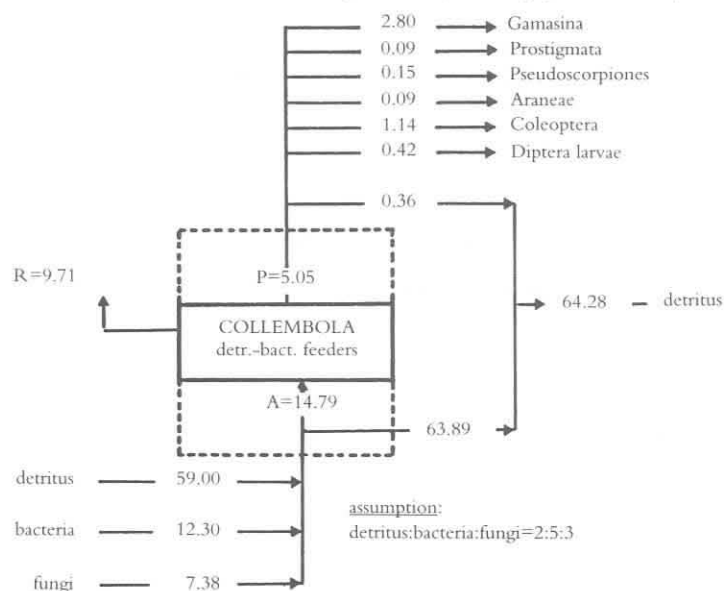 2.80 Gamasina
0.09 Prostigmata
0.15 Pseudoscorpiones
0.09 Araneae
1.14 Coleoptera
0.42 Diptera larvae
0.36
R=9.71
P=5.05
64.28 detritus
COLLEMBOLA
detr.-bact. feeders
A=14.79
63.89
detritus 59.00
bacteria 12.30
fungi 7.38
assumption:
detritus:bacteria:fungi=2:5:3